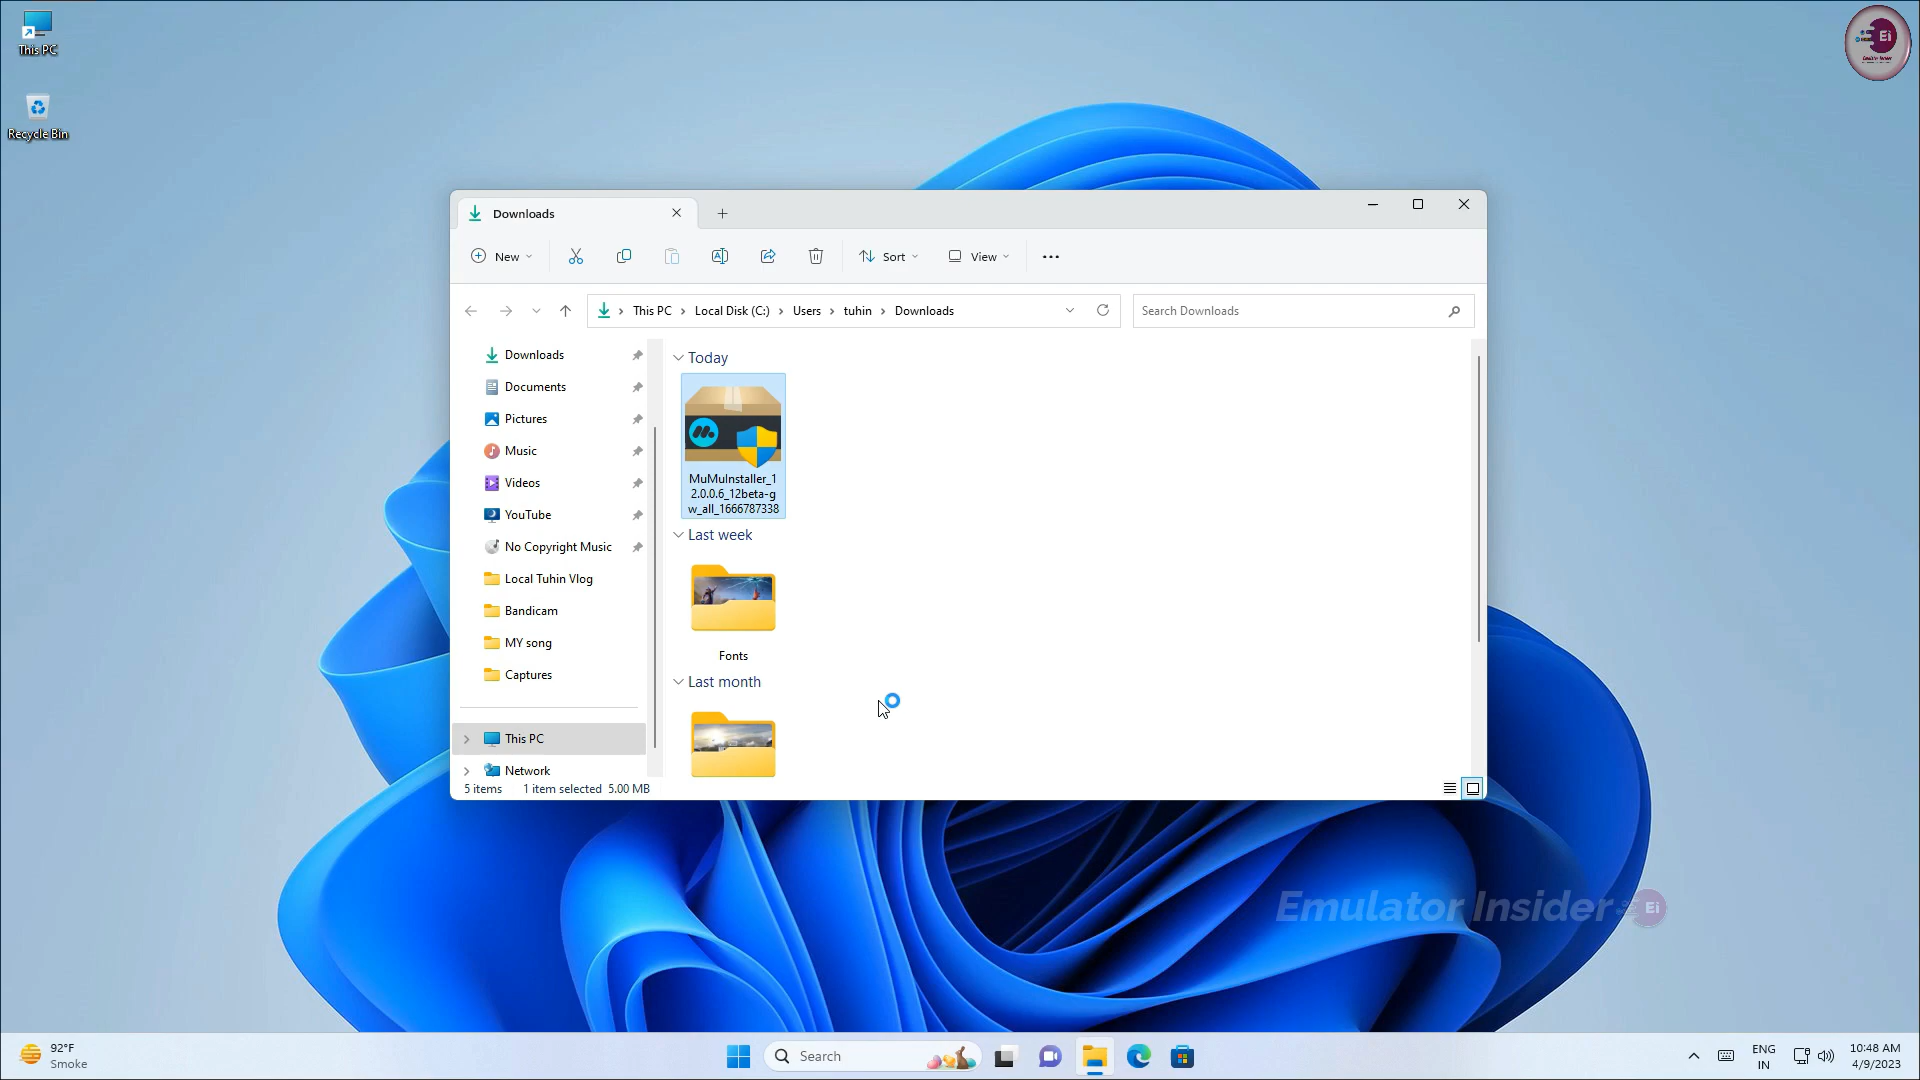 This PC
Recycle Bin
Ei
Downloads
New
Sort
View
This PC
Local Disk (C:)
Users
tuhin
Downloads
Search Downloads
Downloads
Documents
Pictures
Music
Videos
YouTube
No Copyright Music
Local Tuhin Vlog
Bandicam
MY song
Captures
This PC
Network
Today
MuMuInstaller_1
2.0.0.6_12beta-g
w_all_1666787338
Last week
Fonts
Last month
5 items
1 item selected 5.00 MB
Emulator Insider Ei
92°F
Smoke
Search
ENG
IN
10:48 AM
4/9/2023